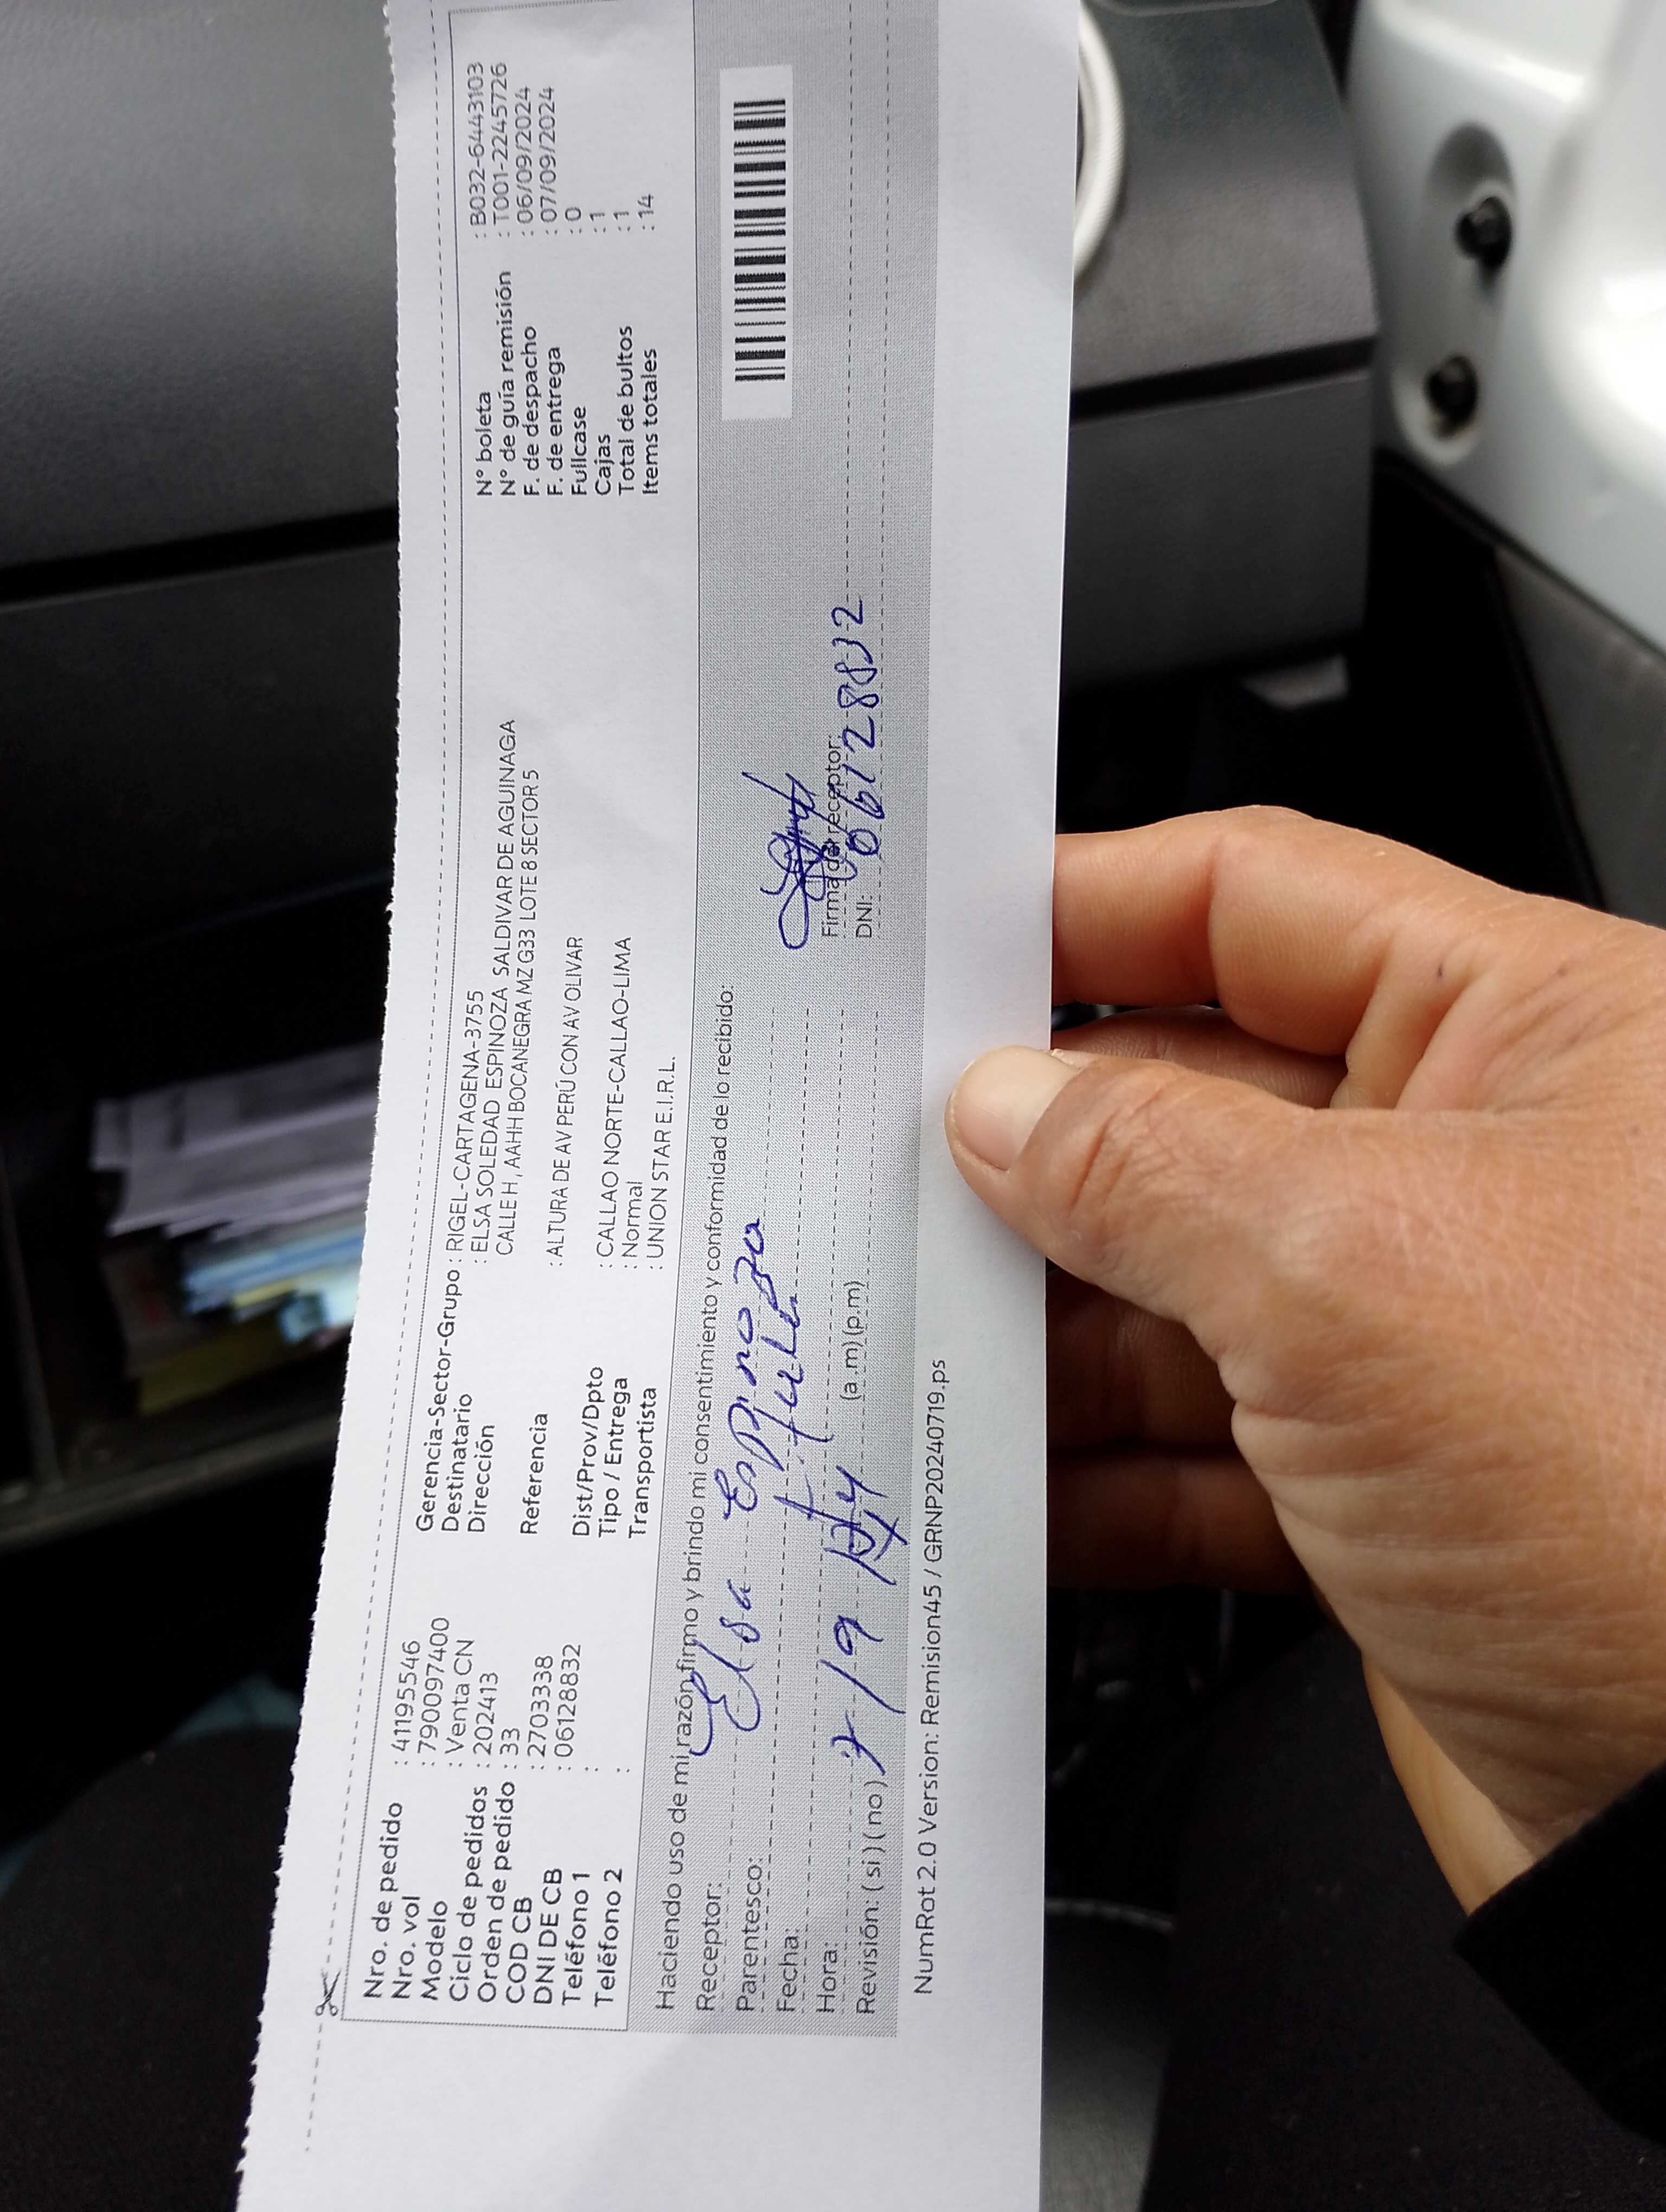 Nro. de pedido : 41195546
Nro. vol : 790097400
Modelo : Venta CN
Ciclo de pedidos : 202413
Orden de pedido : 33
COD CB : 2703338
DNI DE CB : 06128832
Teléfono 1 :
Teléfono 2 :
Gerencia-Sector-Grupo : RIGEL-CARTAGENA-3755
Destinatario : ELSA SOLEDAD ESPINOZA SALDIVAR DE AGUINAGA
Dirección CALLE H, AAHH BOCANEGRA MZ G33 LOTE 8 SECTOR 5
Referencia : ALTURA DE AV PERÚ CON AV OLIVAR
Dist/Prov/Dpto : CALLAO NORTE-CALLAO-LIMA
Tipo / Entrega : Normal
Transportista : UNION STAR E.I.R.L.
N° boleta : B032-6443103
N° de guía remisión : T001-2245726
F. de despacho : 06/09/2024
F. de entrega : 07/09/2024
Fullcase : 0
Cajas : 1
Total de bultos : 1
Items totales : 14
Haciendo uso de mi razón, firmo y brindo mi consentimiento y conformidad de lo recibido:
Receptor: Elsa Espinoza
Parentesco: titular
Fecha: 7/9
Hora: (a.m)(p.m)
Revisión: (si)(no)
Firma del receptor:
DNI: 06128832
NumRot 2.0 Version: Remision45 / GRNP20240719.ps